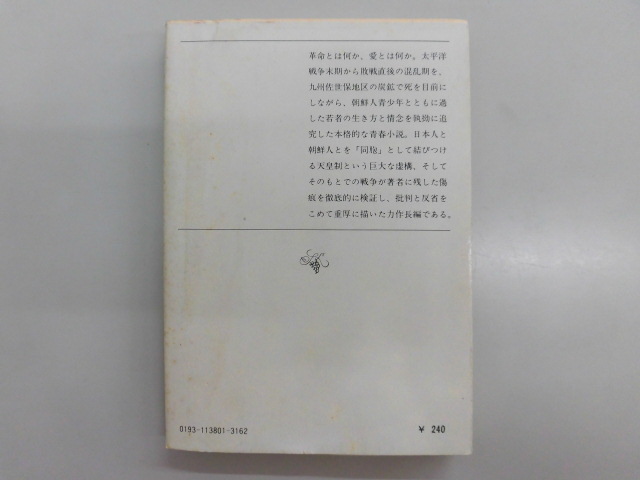 革命とは何か、愛とは何か。太平洋
戦争末期から敗戦直後の混乱期を、
九州佐世保地区の炭鉱で死を目前に
しながら、朝鮮人青少年とともに過
した若者の生き方と情念を執拗に追
究した本格的な青春小説。日本人と
朝鮮人とを「同胞」として結びつけ
る天皇制という巨大な虚構、そして
そのもとでの戦争が著者に残した傷
痕を徹底的に検証し、批判と反省を
こめて重厚に描いた力作長編である。
0193-113801-3162
¥ 240